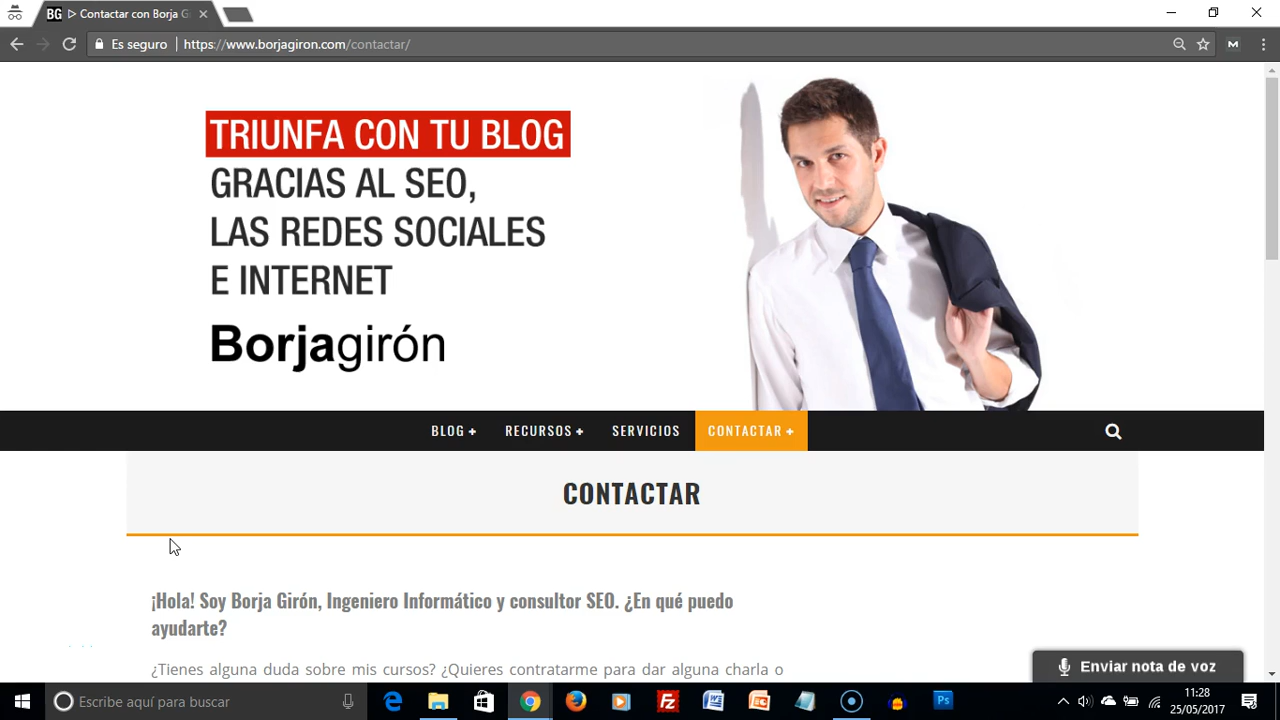 BG ▷ Contactar con Borja G
Es seguro
https://www.borjagiron.com/contactar/
M
TRIUNFA CON TU BLOG
GRACIAS AL SEO,
LAS REDES SOCIALES
E INTERNET
Borjagirón
BLOG +
RECURSOS +
SERVICIOS
CONTACTAR +
CONTACTAR
¡Hola! Soy Borja Girón, Ingeniero Informático y consultor SEO. ¿En qué puedo
ayudarte?
¿Tienes alguna duda sobre mis cursos? ¿Quieres contratarme para dar alguna charla o
Enviar nota de voz
Escribe aquí para buscar
Fz
Ps
11:28
25/05/2017